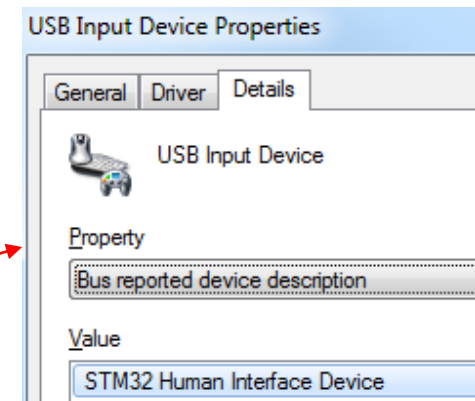 USB Input Device Properties
General Driver Details
USB Input Device
Property
Bus reported device description
Value
STM32 Human Interface Device